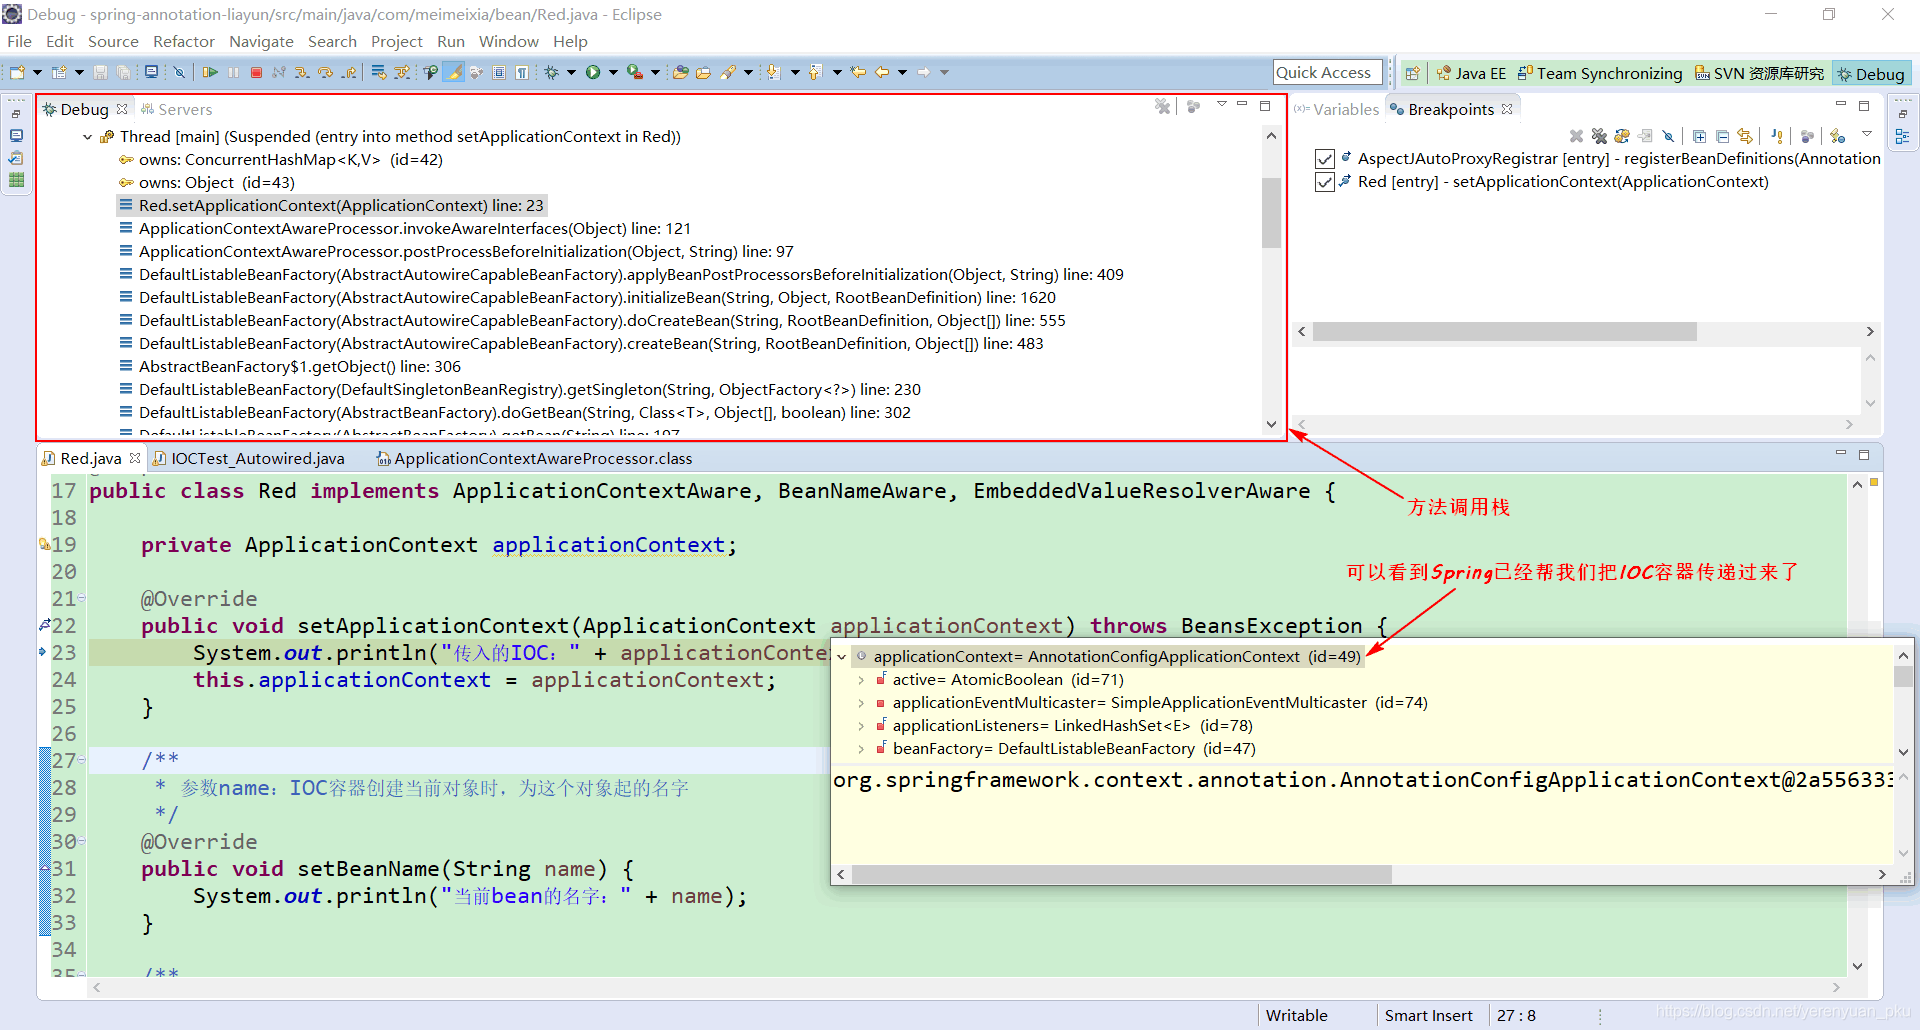 Debug - spring-annotation-liayun/src/main/java/com/meimeixia/bean/Red.java - Eclipse
File Edit Source Refactor Navigate Search Project Run Window Help
Quick Access
Java EE Team Synchronizing SVN 资源库研究 Debug
Debug Servers
Thread [main] (Suspended (entry into method setApplicationContext in Red))
owns: ConcurrentHashMap<K,V> (id=42)
owns: Object (id=43)
Red.setApplicationContext(ApplicationContext) line: 23
ApplicationContextAwareProcessor.invokeAwareInterfaces(Object) line: 121
ApplicationContextAwareProcessor.postProcessBeforeInitialization(Object, String) line: 97
DefaultListableBeanFactory(AbstractAutowireCapableBeanFactory).applyBeanPostProcessorsBeforeInitialization(Object, String) line: 409
DefaultListableBeanFactory(AbstractAutowireCapableBeanFactory).initializeBean(String, Object, RootBeanDefinition) line: 1620
DefaultListableBeanFactory(AbstractAutowireCapableBeanFactory).doCreateBean(String, RootBeanDefinition, Object[]) line: 555
DefaultListableBeanFactory(AbstractAutowireCapableBeanFactory).createBean(String, RootBeanDefinition, Object[]) line: 483
AbstractBeanFactory$1.getObject() line: 306
DefaultListableBeanFactory(DefaultSingletonBeanRegistry).getSingleton(String, ObjectFactory<?>) line: 230
DefaultListableBeanFactory(AbstractBeanFactory).doGetBean(String, Class<T>, Object[], boolean) line: 302
DefaultListableBeanFactory(AbstractBeanFactory).getBean(String) line: 197
(x)= Variables Breakpoints
AspectJAutoProxyRegistrar [entry] - registerBeanDefinitions(Annotation
Red [entry] - setApplicationContext(ApplicationContext)
方法调用栈
可以看到Spring已经帮我们把IOC容器传递过来了
Red.java IOCTest_Autowired.java ApplicationContextAwareProcessor.class
17 public class Red implements ApplicationContextAware, BeanNameAware, EmbeddedValueResolverAware {
18
19 private ApplicationContext applicationContext;
20
21 @Override
22 public void setApplicationContext(ApplicationContext applicationContext) throws BeansException {
23 System.out.println("传入的IOC：" + applicationConte
24 this.applicationContext = applicationContext;
25 }
26
27 /**
28 * 参数name：IOC容器创建当前对象时，为这个对象起的名字
29 */
30 @Override
31 public void setBeanName(String name) {
32 System.out.println("当前bean的名字：" + name);
33 }
34
35 /**
applicationContext= AnnotationConfigApplicationContext (id=49)
active= AtomicBoolean (id=71)
applicationEventMulticaster= SimpleApplicationEventMulticaster (id=74)
applicationListeners= LinkedHashSet<E> (id=78)
beanFactory= DefaultListableBeanFactory (id=47)
org.springframework.context.annotation.AnnotationConfigApplicationContext@2a556333
Writable Smart Insert 27 : 8
https://blog.csdn.net/yerenyuan_pku